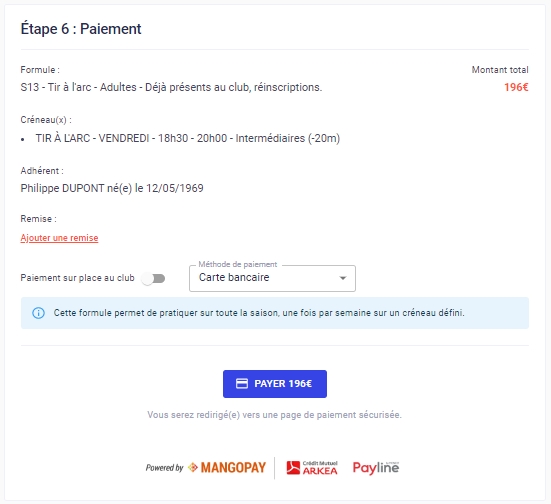 Étape 6 : Paiement
Formule :
Montant total
S13 - Tir à l'arc - Adultes - Déjà présents au club, réinscriptions.
196€
Créneau(x) :
• TIR À L'ARC - VENDREDI - 18h30 - 20h00 - Intermédiaires (-20m)
Adhérent :
Philippe DUPONT né(e) le 12/05/1969
Remise :
Ajouter une remise
Méthode de paiement
Paiement sur place au club
Carte bancaire
Cette formule permet de pratiquer sur toute la saison, une fois par semaine sur un créneau défini.
PAYER 196€
Vous serez redirigé(e) vers une page de paiement sécurisée.
Powered by MANGOPAY
Crédit Mutuel
ARKEA
Payline